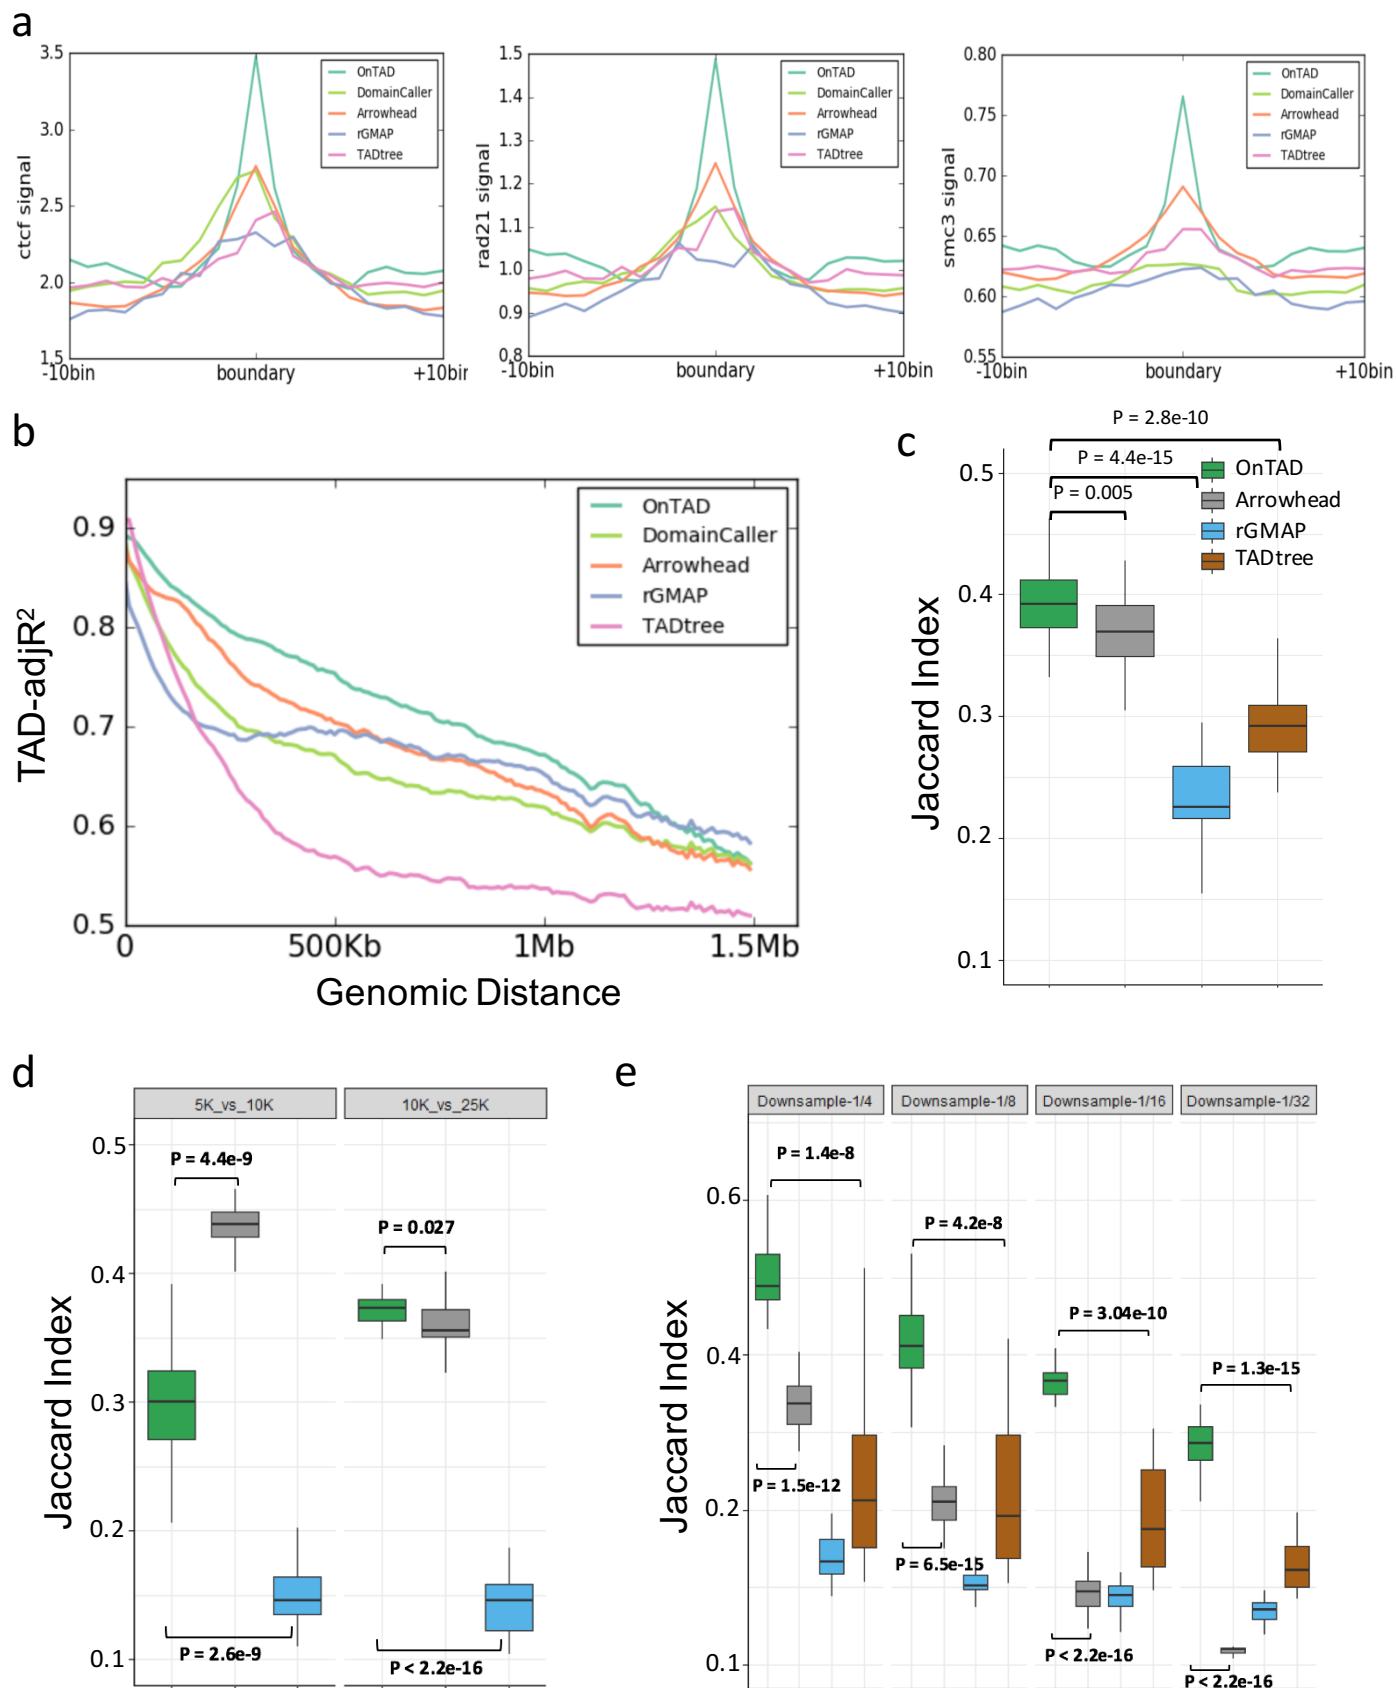 a
3.5
3.0
2.5
2.0
1.5
ctcf signal
-10bin
boundary
+10bir
OnTAD
DomainCaller
Arrowhead
rGMAP
TADtree
1.5
1.4
1.3
1.2
1.1
1.0
0.9
0.8
rad21 signal
-10bin
boundary
+10bin
OnTAD
DomainCaller
Arrowhead
rGMAP
TADtree
0.80
0.75
0.70
0.65
0.60
0.55
smc3 signal
-10bin
boundary
+10bin
OnTAD
DomainCaller
Arrowhead
rGMAP
TADtree
b
0.9
0.8
0.7
0.6
0.5
TAD-adjR²
0
500Kb
1Mb
1.5Mb
Genomic Distance
OnTAD
DomainCaller
Arrowhead
rGMAP
TADtree
c
P = 2.8e-10
P = 4.4e-15
P = 0.005
OnTAD
Arrowhead
rGMAP
TADtree
0.5
0.4
0.3
0.2
0.1
Jaccard Index
d
5K_vs_10K
10K_vs_25K
0.5
0.4
0.3
0.2
0.1
Jaccard Index
P = 4.4e-9
P = 0.027
P = 2.6e-9
P < 2.2e-16
e
Downsample-1/4
Downsample-1/8
Downsample-1/16
Downsample-1/32
0.6
0.4
0.2
0.1
Jaccard Index
P = 1.4e-8
P = 4.2e-8
P = 3.04e-10
P = 1.3e-15
P = 1.5e-12
P = 6.5e-15
P < 2.2e-16
P < 2.2e-16